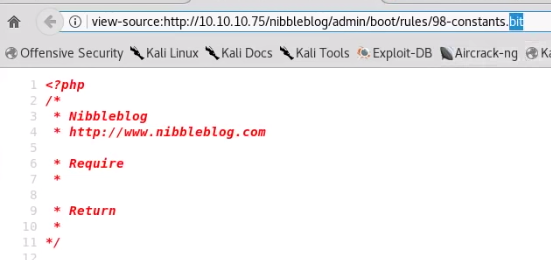 view-source:http://10.10.10.75/nibbleblog/admin/boot/rules/98-constants.bit
Offensive Security Kali Linux Kali Docs Kali Tools Exploit-DB Aircrack-ng
1 <?php
2 /*
3 * Nibbleblog
4 * http://www.nibbleblog.com
5
6 * Require
7 *
8
9 * Return
10 *
11 */
12